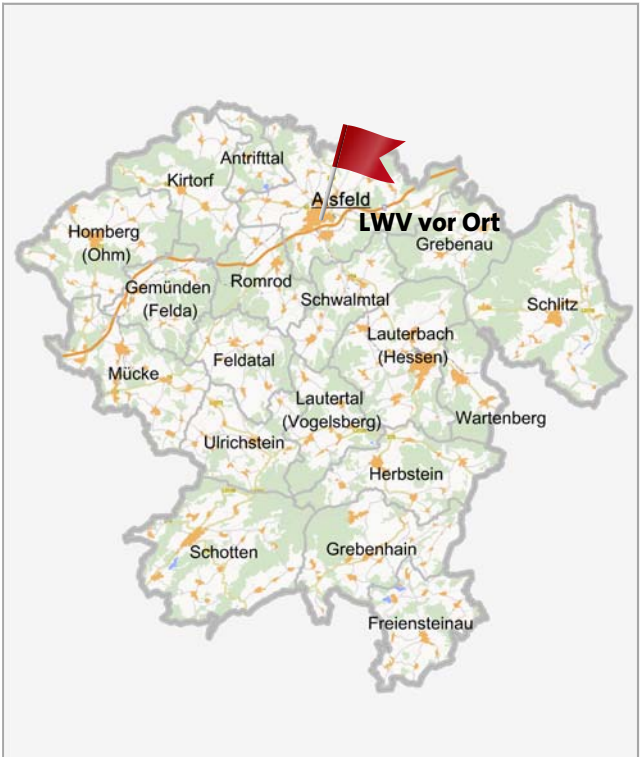 Antrifttal
Kirtorf
Alsfeld
LWV vor Ort
Homberg
(Ohm)
Grebenau
Gemünden
(Felda)
Romrod
Schwalmtal
Schlitz
Lauterbach
(Hessen)
Feldatal
Mücke
Lautertal
(Vogelsberg)
Wartenberg
Ulrichstein
Herbstein
Schotten
Grebenhain
Freiensteinau